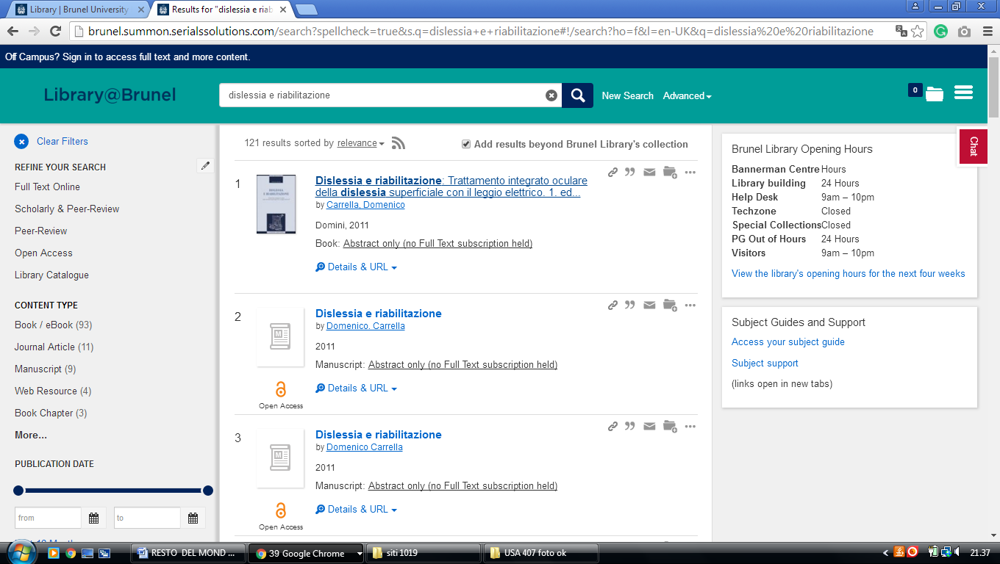 Library | Brunel University
Results for "dislessia e riab
brunel.summon.serialssolutions.com/search?spellcheck=true&s.q=dislessia+e+riabilitazione#!/search?ho=f&l=en-UK&q=dislessia%20e%20riabilitazione
Off Campus? Sign in to access full text and more content.
Library@Brunel
dislessia e riabilitazione
New Search
Advanced
0
Clear Filters
REFINE YOUR SEARCH
Full Text Online
Scholarly & Peer-Review
Peer-Review
Open Access
Library Catalogue
CONTENT TYPE
Book / eBook (93)
Journal Article (11)
Manuscript (9)
Web Resource (4)
Book Chapter (3)
More...
PUBLICATION DATE
from
to
121 results sorted by relevance
Add results beyond Brunel Library's collection
1
Dislessia e riabilitazione: Trattamento integrato oculare
della dislessia superficiale con il leggio elettrico. 1. ed...
by Carrella, Domenico
Domini, 2011
Book: Abstract only (no Full Text subscription held)
Details & URL
2
Dislessia e riabilitazione
by Domenico. Carrella
2011
Manuscript: Abstract only (no Full Text subscription held)
Details & URL
Open Access
3
Dislessia e riabilitazione
by Domenico Carrella
2011
Manuscript: Abstract only (no Full Text subscription held)
Details & URL
Open Access
Chat
Brunel Library Opening Hours
Bannerman Centre Hours
Library building 24 Hours
Help Desk 9am – 10pm
Techzone Closed
Special Collections Closed
PG Out of Hours 24 Hours
Visitors 9am – 10pm
View the library's opening hours for the next four weeks
Subject Guides and Support
Access your subject guide
Subject support
(links open in new tabs)
RESTO DEL MOND ...
39 Google Chrome
siti 1019
USA 407 foto ok
21.37